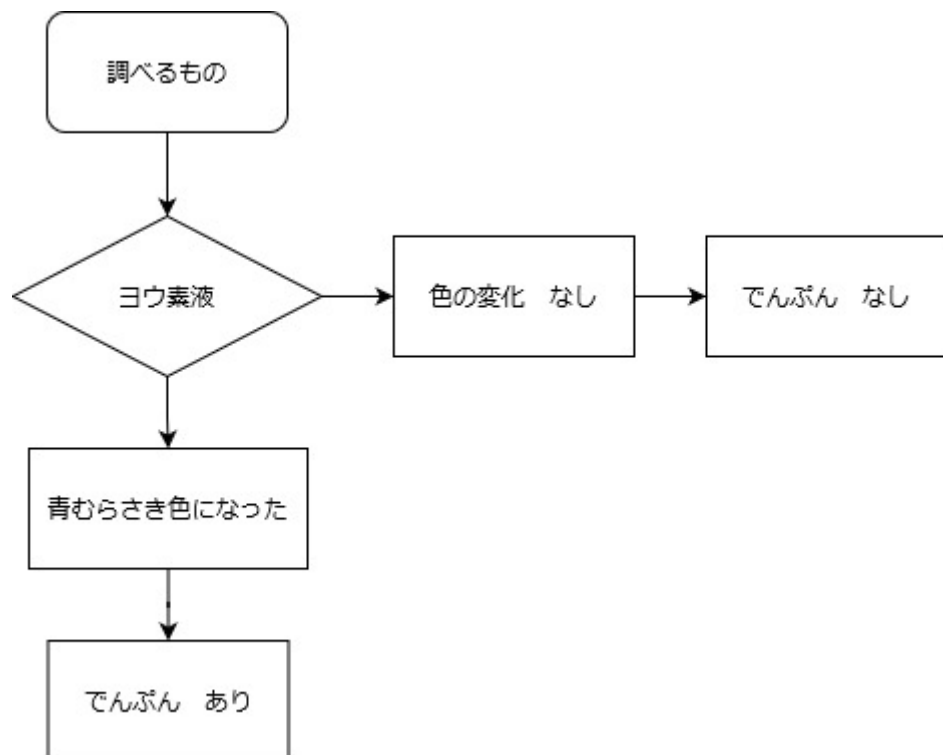 調べるもの
ヨウ素液
色の変化　なし
でんぷん　なし
青むらさき色になった
でんぷん　あり